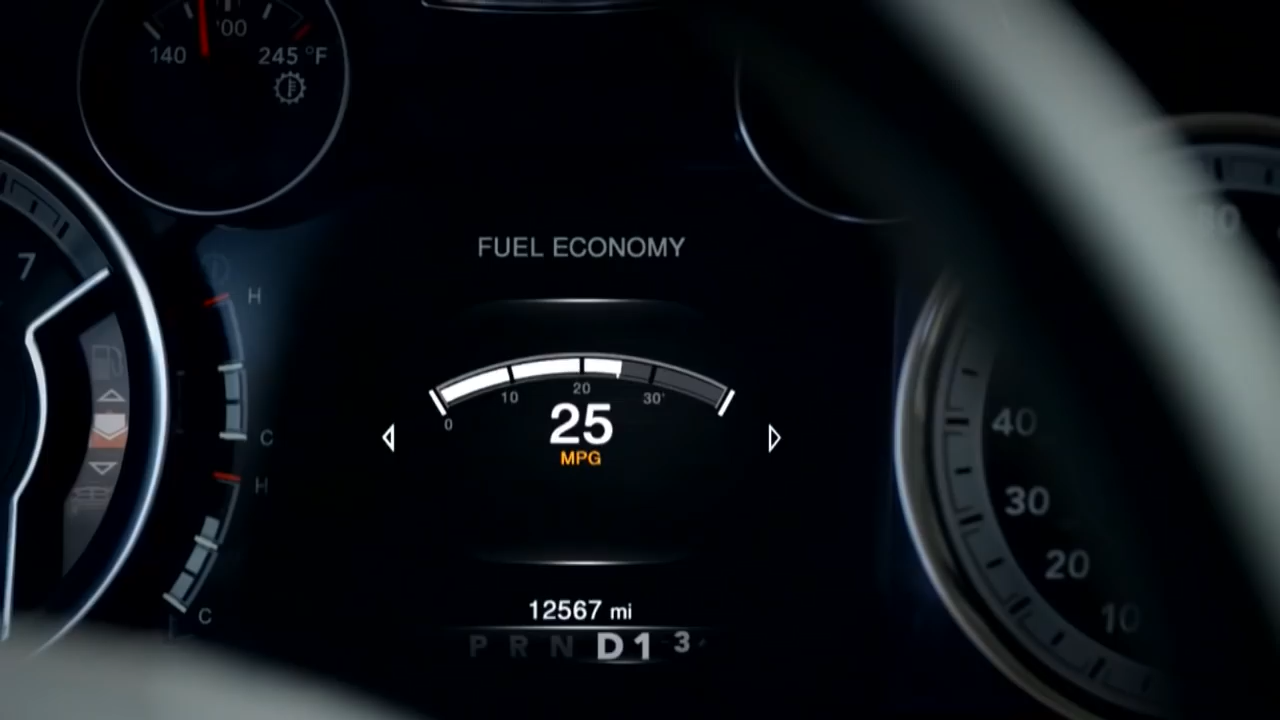 '00
140 245 °F
7
H
C
H
C
FUEL ECONOMY
0 10 20 30'
25
MPG
12567 mi
P R N D 1 3
40
30
20
10